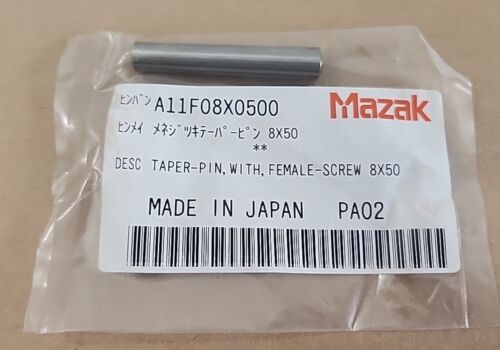 ﾋﾝﾊﾞﾝ A11F08X0500 Mazak
ﾋﾝﾒｲ ﾒﾈｼﾞﾂｷﾃｰﾊﾟｰﾋﾟﾝ 8X50
**
DESC TAPER-PIN,WITH,FEMALE-SCREW 8X50
MADE IN JAPAN PA02